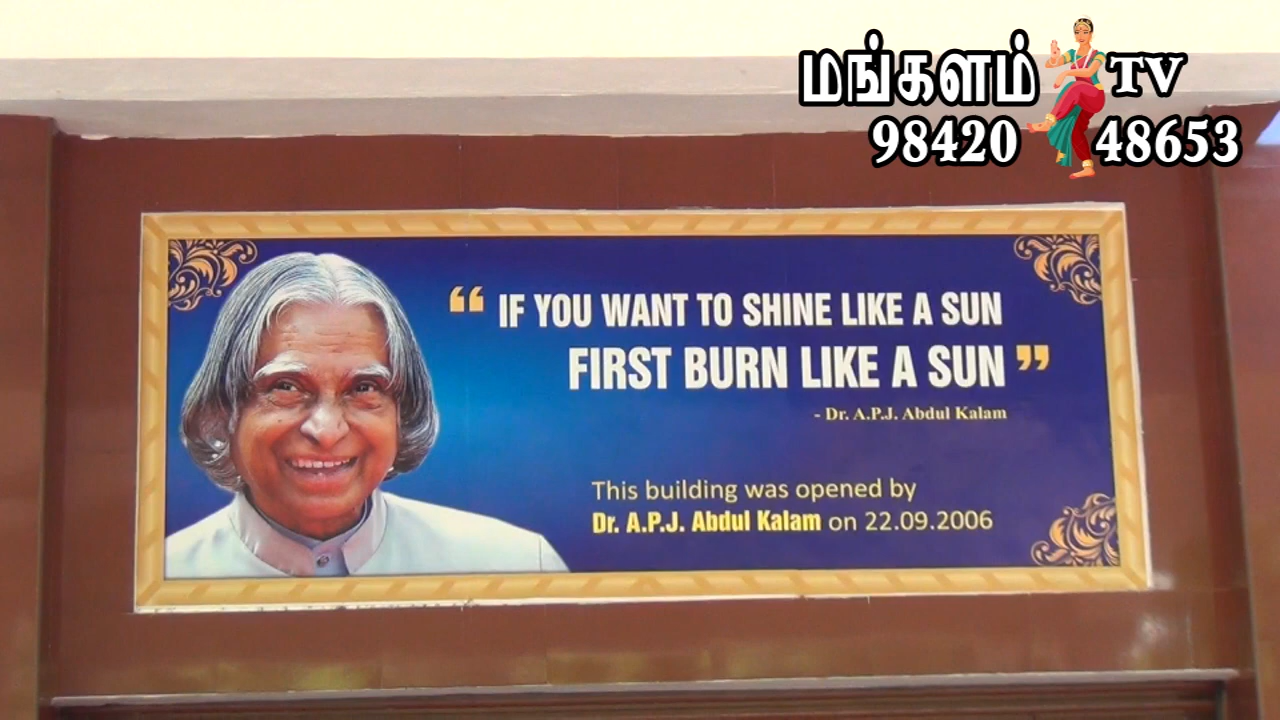 மங்களம் TV
98420 48653
“ IF YOU WANT TO SHINE LIKE A SUN
FIRST BURN LIKE A SUN ”
- Dr. A.P.J. Abdul Kalam
This building was opened by
Dr. A.P.J. Abdul Kalam on 22.09.2006